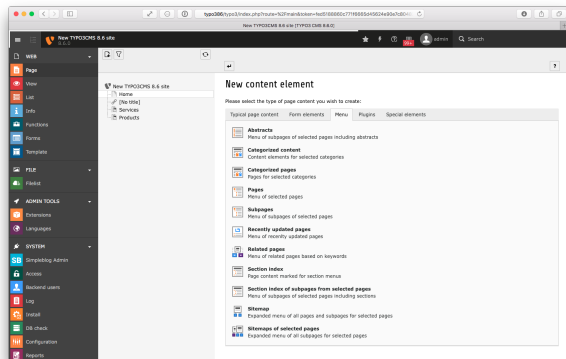 typo386/typo3/index.php?route=%2Fmain&token=
New TYPO3CMS 8.6 site [TYPO3 CMS 8.6.0]
New TYPO3CMS 8.6 site
8.6.0
99+
admin
Search
WEB
Page
View
List
Info
Functions
Forms
Template
FILE
Filelist
ADMIN TOOLS
Extensions
Languages
SYSTEM
SB Simpleblog Admin
Access
Backend users
Log
Install
DB check
Configuration
Reports
New TYPO3CMS 8.6 site
Home
[No title]
Services
Products
?
New content element
Please select the type of page content you wish to create:
Typical page content Form elements Menu Plugins Special elements
Abstracts
Menu of subpages of selected pages including abstracts
Categorized content
Content elements for selected categories
Categorized pages
Pages for selected categories
Pages
Menu of selected pages
Subpages
Menu of subpages of selected pages
Recently updated pages
Menu of recently updated pages
Related pages
Menu of related pages based on keywords
Section index
Page content marked for section menus
Section index of subpages from selected pages
Menu of subpages of selected pages including sections
Sitemap
Expanded menu of all pages and subpages for selected pages
Sitemaps of selected pages
Expanded menu of all subpages for selected pages